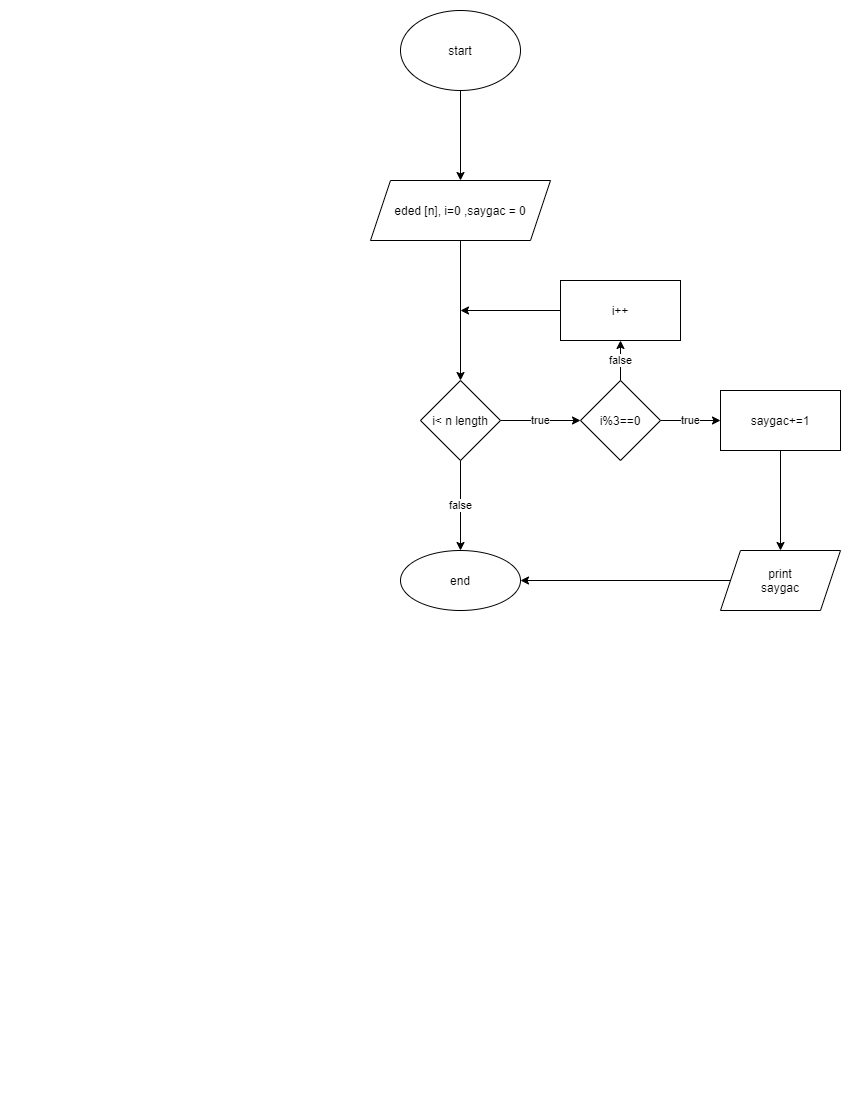 start
eded [n], i=0 ,saygac = 0
i++
false
i< n length
true
i%3==0
true
saygac+=1
false
end
print
saygac